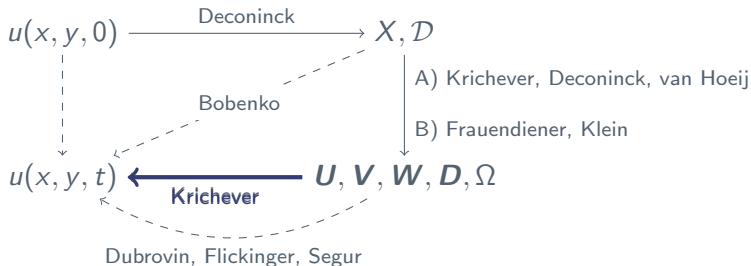 Deconinck
u(x, y, 0)
X, 𝒟
A) Krichever, Deconinck, van Hoeij
Bobenko
B) Frauendiener, Klein
u(x, y, t)
U, V, W, D, Ω
Krichever
Dubrovin, Flickinger, Segur